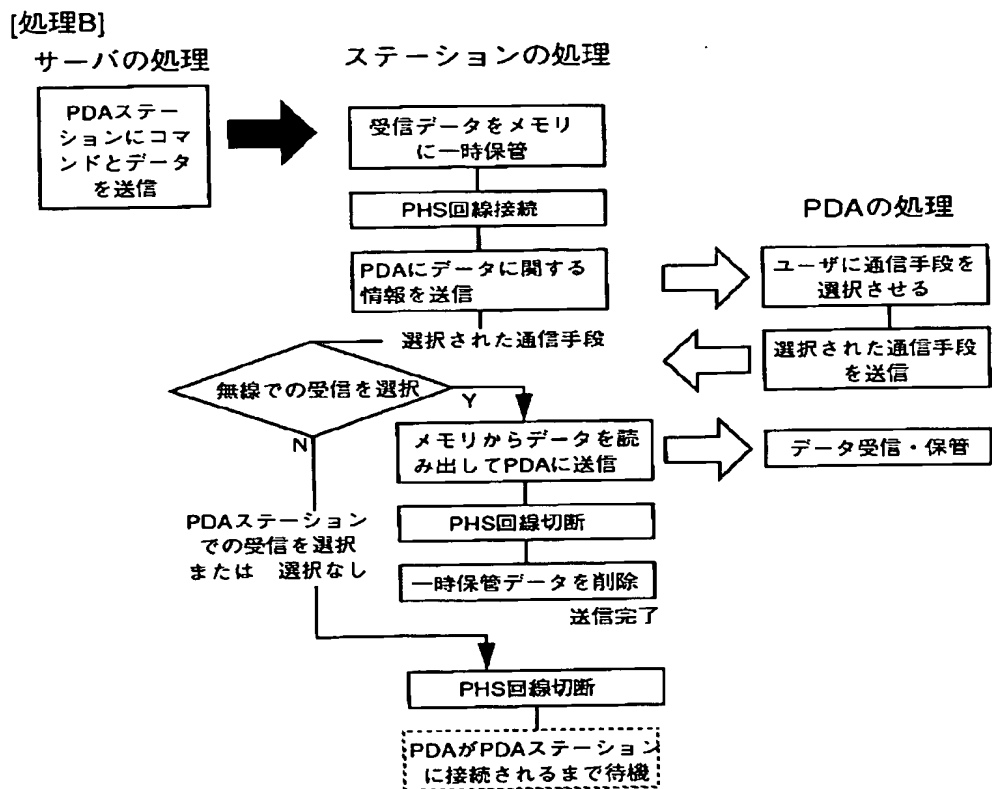 [処理B]
サーバの処理
PDAステー
ションにコマ
ンドとデータ
を送信
ステーションの処理
受信データをメモリ
に一時保管
PHS回線接続
PDAにデータに関する
情報を送信
PDAの処理
ユーザに通信手段を
選択させる
選択された通信手段
を送信
選択された通信手段
無線での受信を選択
Y
N
メモリからデータを読
み出してPDAに送信
データ受信・保管
PHS回線切断
一時保管データを削除
送信完了
PDAステーション
での受信を選択
または 選択なし
PHS回線切断
PDAがPDAステーション
に接続されるまで待機